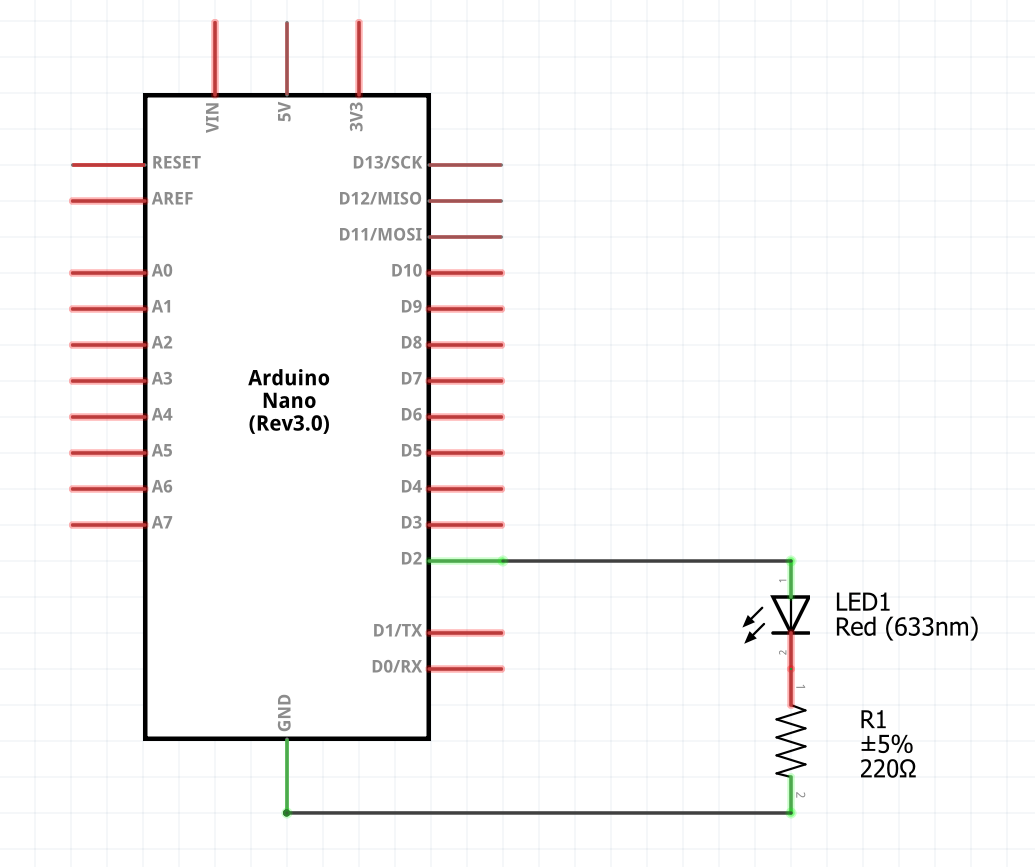 VIN
5V
3V3
RESET
D13/SCK
AREF
D12/MISO
D11/MOSI
A0
D10
A1
D9
A2
D8
A3
D7
A4
D6
A5
D5
A6
D4
A7
D3
Arduino
Nano
(Rev3.0)
D2
D1/TX
D0/RX
GND
1
LED1
Red (633nm)
2
1
R1
±5%
220Ω
2